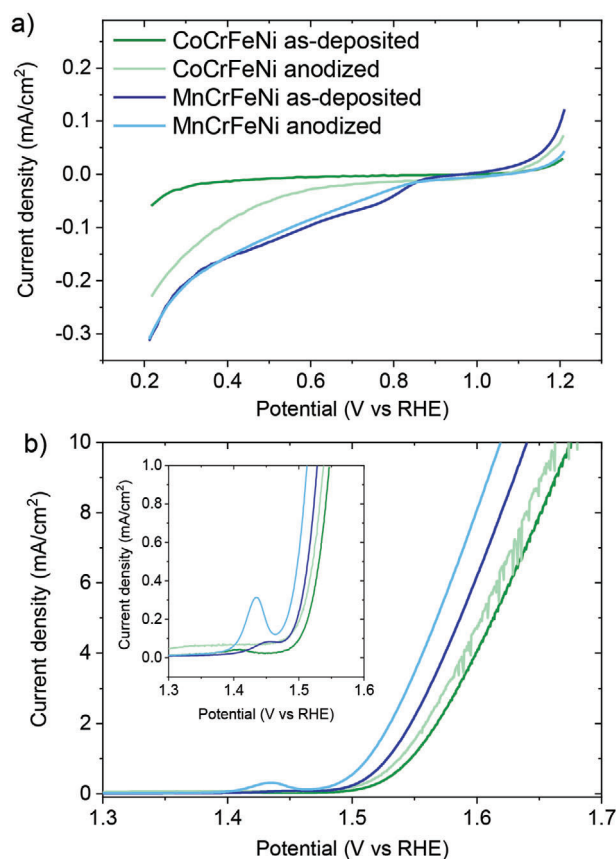 a)
CoCrFeNi as-deposited
CoCrFeNi anodized
MnCrFeNi as-deposited
MnCrFeNi anodized
Current density (mA/cm²)
0.2
0.1
0.0
-0.1
-0.2
-0.3
0.2 0.4 0.6 0.8 1.0 1.2
Potential (V vs RHE)
b)
Current density (mA/cm²)
10
8
6
4
2
0
Current density (mA/cm²)
1.0
0.8
0.6
0.4
0.2
0.0
1.3 1.4 1.5 1.6
Potential (V vs RHE)
1.3 1.4 1.5 1.6 1.7
Potential (V vs RHE)